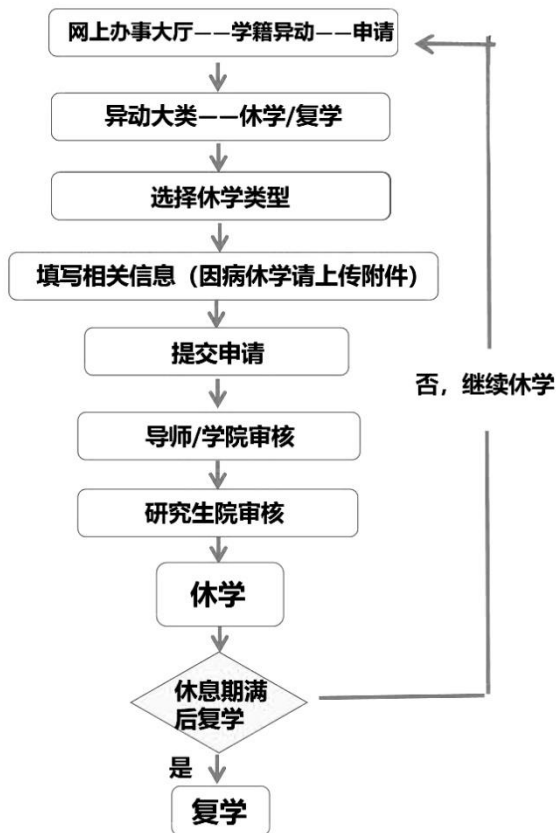 网上办事大厅——学籍异动——申请
异动大类——休学/复学
选择休学类型
填写相关信息（因病休学请上传附件）
提交申请
否，继续休学
导师/学院审核
研究生院审核
休学
休息期满
后复学
是
复学